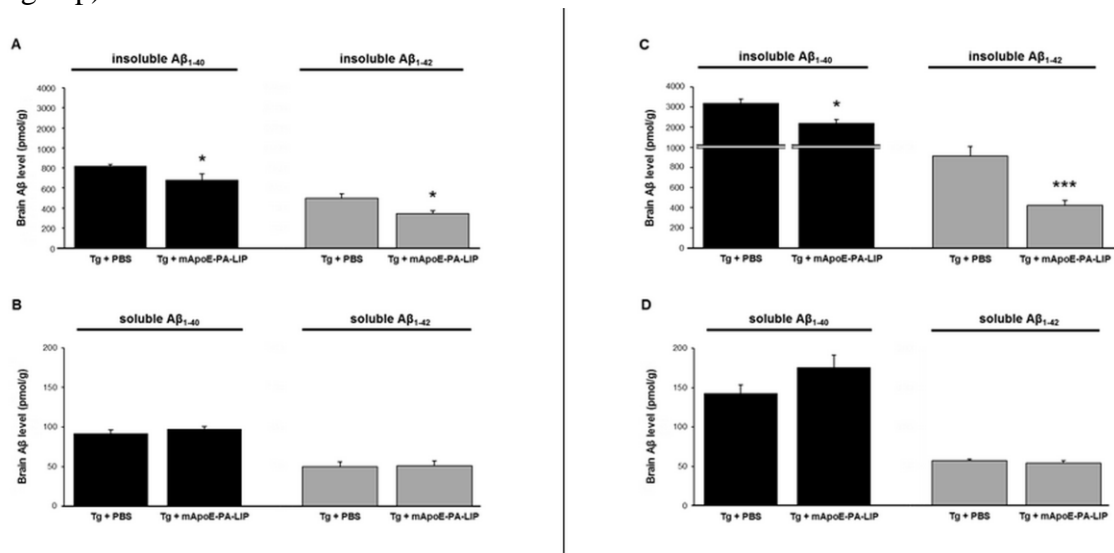 A
insoluble Aβ1-40 insoluble Aβ1-42
Brain Aβ level (pmol/g)
4000
3000
2000
1000
800
600
400
200
0
Tg + PBS Tg + mApoE-PA-LIP Tg + PBS Tg + mApoE-PA-LIP
* *
B
soluble Aβ1-40 soluble Aβ1-42
Brain Aβ level (pmol/g)
200
150
100
50
0
Tg + PBS Tg + mApoE-PA-LIP Tg + PBS Tg + mApoE-PA-LIP
C
insoluble Aβ1-40 insoluble Aβ1-42
Brain Aβ level (pmol/g)
4000
3000
2000
1000
800
600
400
200
0
* ***
Tg + PBS Tg + mApoE-PA-LIP Tg + PBS Tg + mApoE-PA-LIP
D
soluble Aβ1-40 soluble Aβ1-42
Brain Aβ level (pmol/g)
200
150
100
50
0
Tg + PBS Tg + mApoE-PA-LIP Tg + PBS Tg + mApoE-PA-LIP